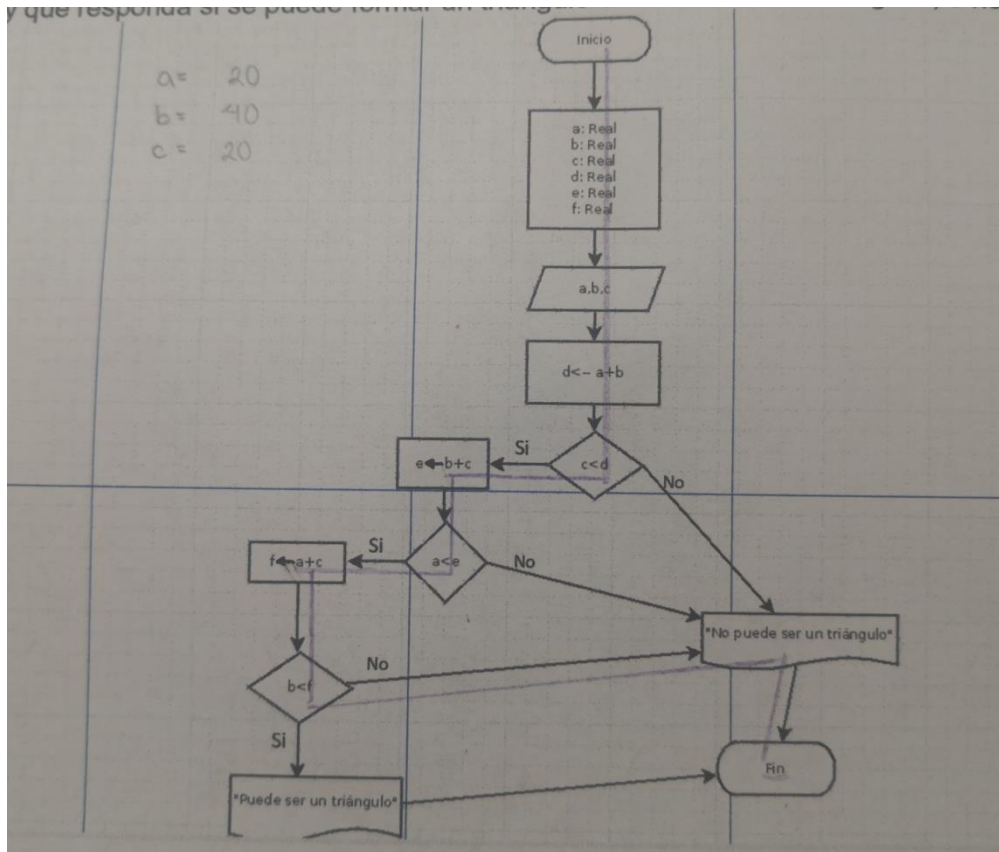 y que responda si se puede formar un triángulo
a= 20
b= 40
c= 20
Inicio
a: Real
b: Real
c: Real
d: Real
e: Real
f: Real
a,b,c
d<- a+b
c<d
Si
No
e←b+c
a<e
Si
No
f←a+c
b<f
No
Si
"No puede ser un triángulo"
"Puede ser un triángulo"
Fin